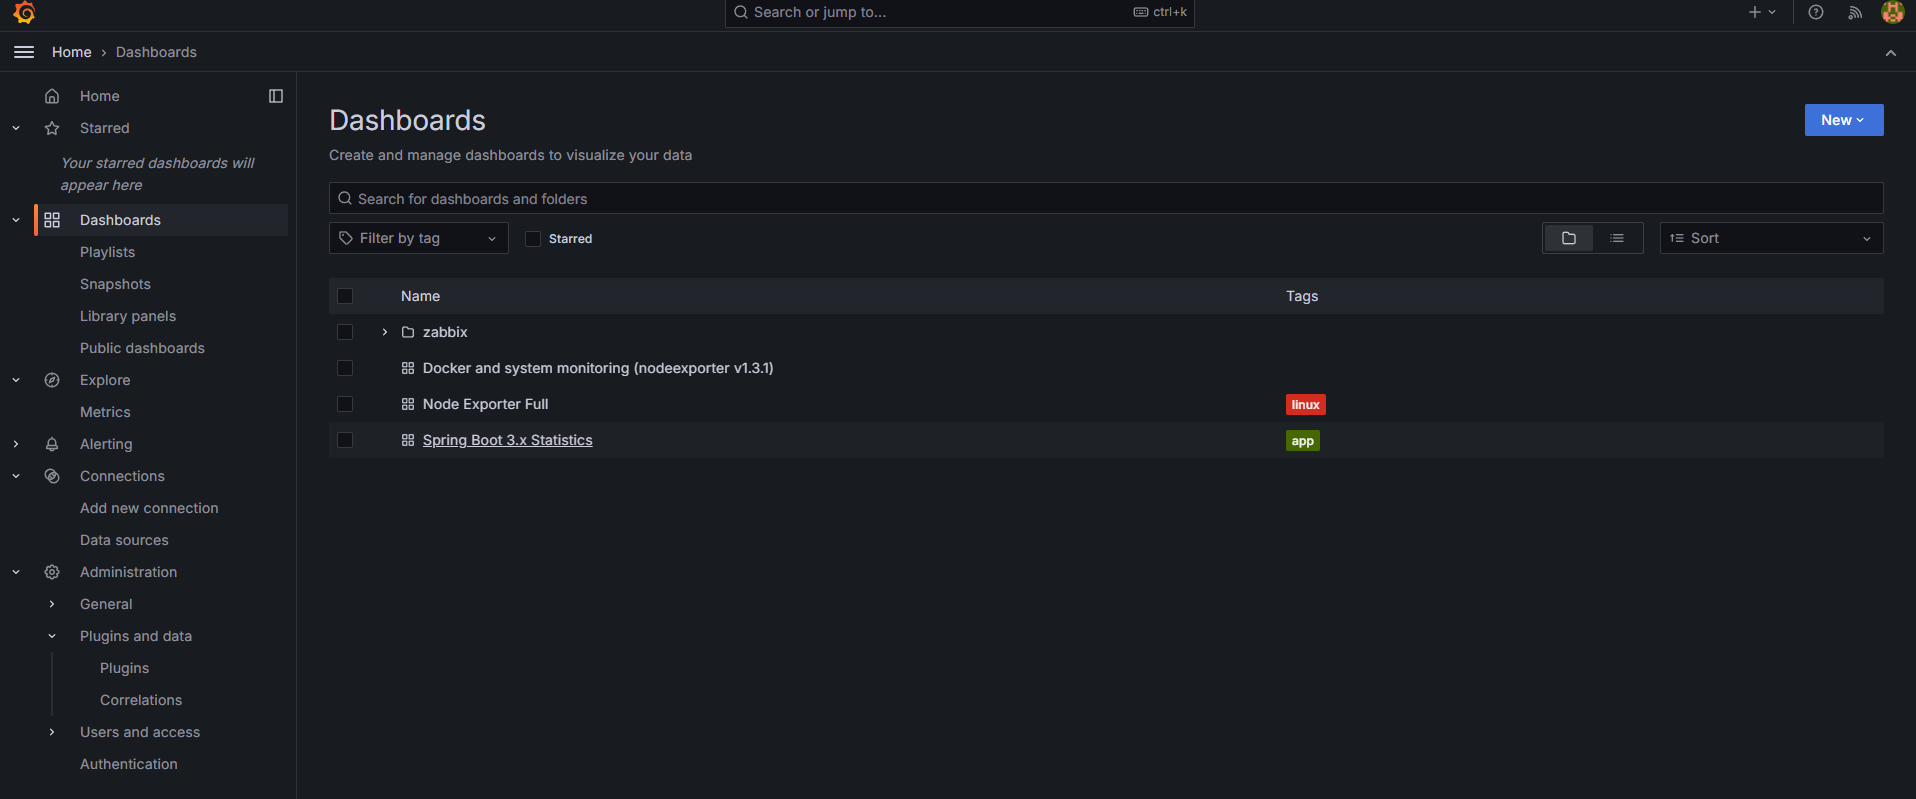 Search or jump to...
ctrl+k
Home › Dashboards
Home
Starred
Your starred dashboards will
appear here
Dashboards
Playlists
Snapshots
Library panels
Public dashboards
Explore
Metrics
Alerting
Connections
Add new connection
Data sources
Administration
General
Plugins and data
Plugins
Correlations
Users and access
Authentication
Dashboards
New
Create and manage dashboards to visualize your data
Search for dashboards and folders
Filter by tag
Starred
Sort
Name Tags
zabbix
Docker and system monitoring (nodeexporter v1.3.1)
Node Exporter Full linux
Spring Boot 3.x Statistics app